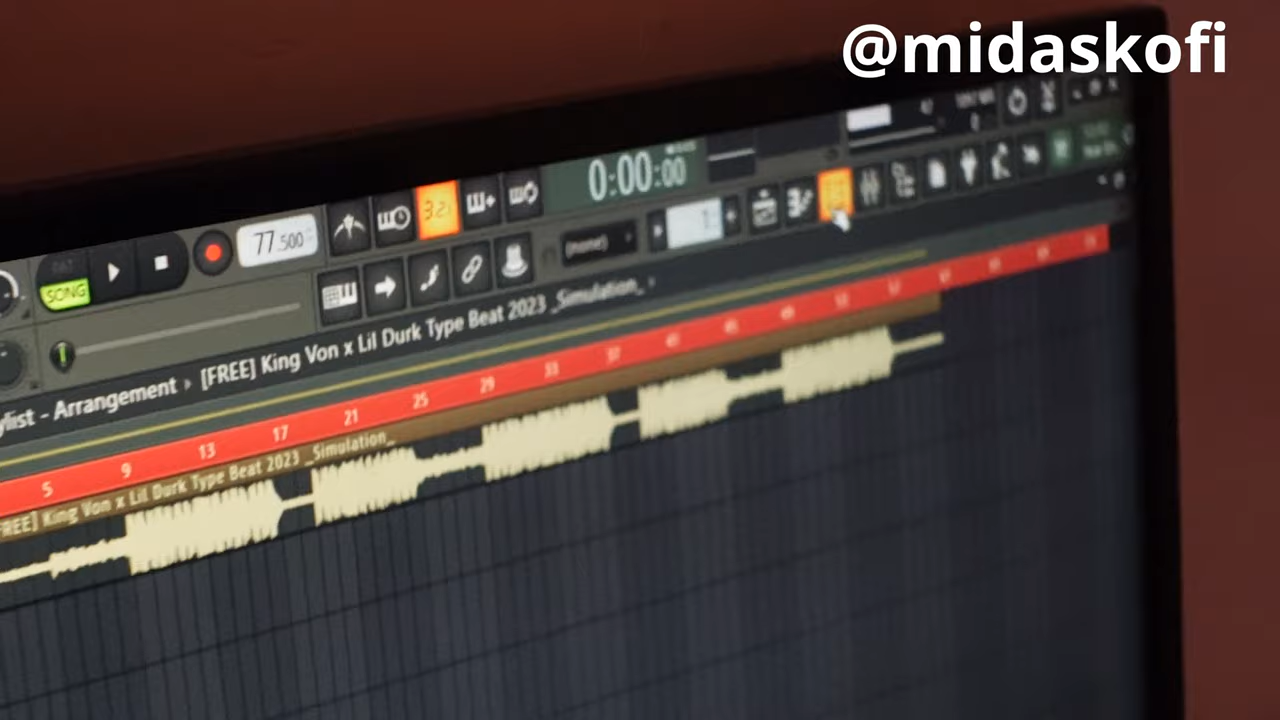 @midaskofi
0:00:00
77.500
SONG
(none)
ylist - Arrangement › [FREE] King Von x Lil Durk Type Beat 2023 _Simulation_
5 9 13 17 21 25 29 33 37
FREE] King Von x Lil Durk Type Beat 2023 _Simulation_